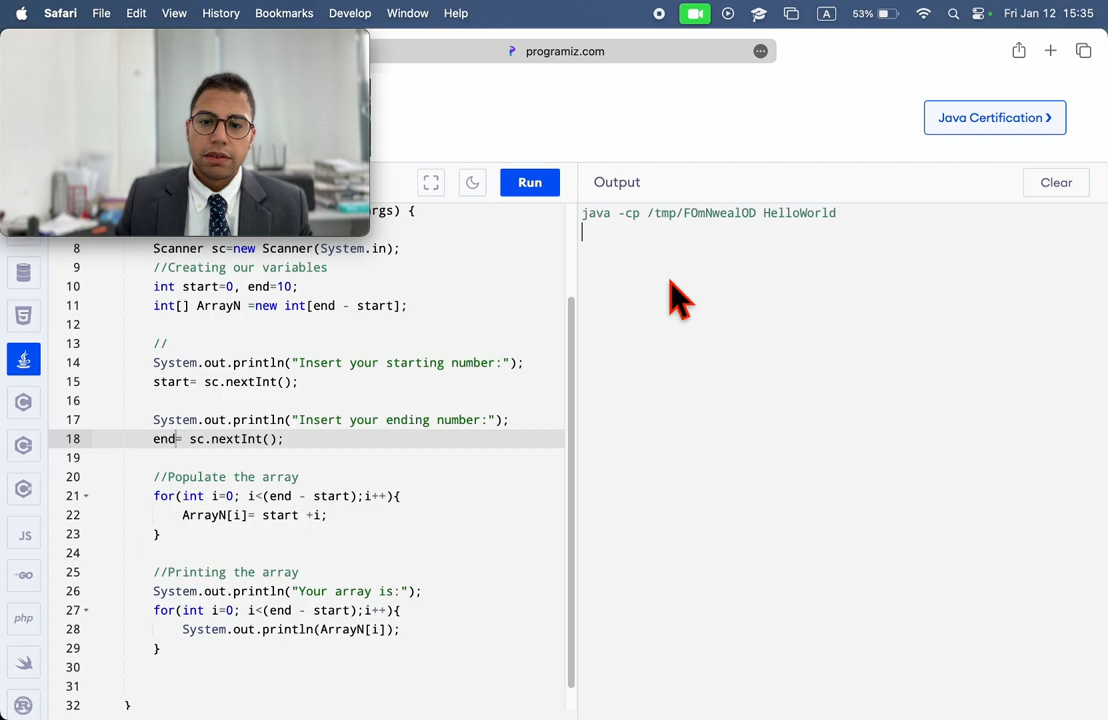 Safari File Edit View History Bookmarks Develop Window Help A 53% Fri Jan 12 15:35
programiz.com
Java Certification
Run Output Clear
rgs) {
java -cp /tmp/FOmNwealOD HelloWorld
8 Scanner sc=new Scanner(System.in);
9 //Creating our variables
10 int start=0, end=10;
11 int[] ArrayN =new int[end - start];
12
13 //
14 System.out.println("Insert your starting number:");
15 start= sc.nextInt();
16
17 System.out.println("Insert your ending number:");
18 end= sc.nextInt();
19
20 //Populate the array
21 for(int i=0; i<(end - start);i++){
22 ArrayN[i]= start +i;
23 }
24
25 //Printing the array
26 System.out.println("Your array is:");
27 for(int i=0; i<(end - start);i++){
28 System.out.println(ArrayN[i]);
29 }
30
31
32 }
JS
GO
php